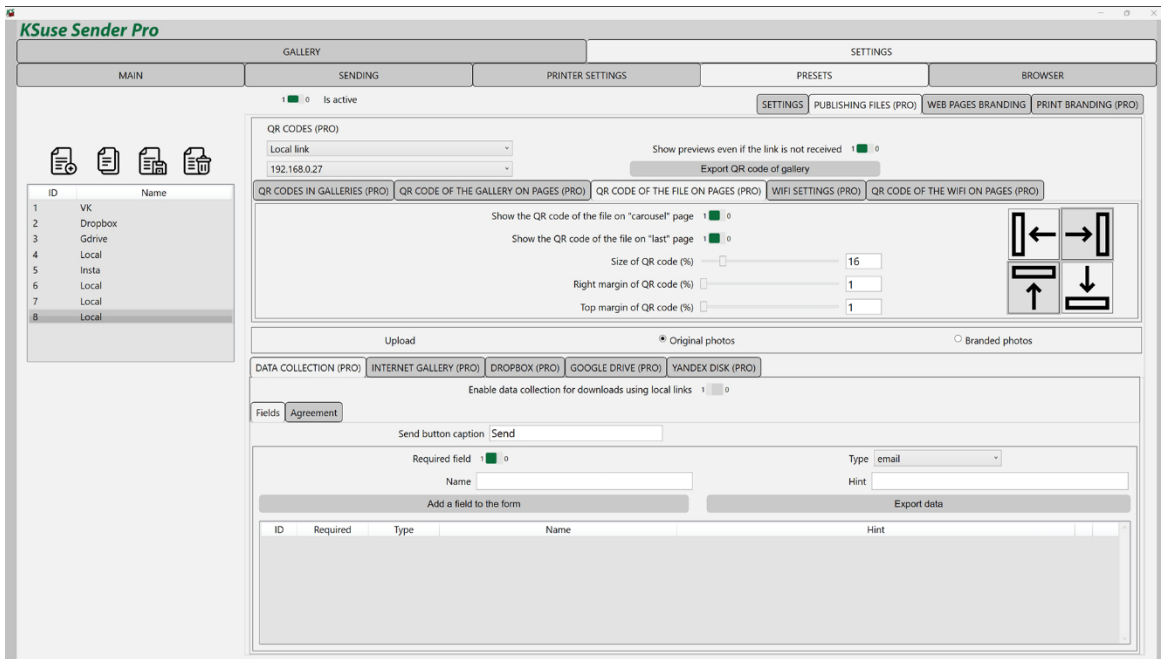 KSuse Sender Pro
GALLERY SETTINGS
MAIN SENDING PRINTER SETTINGS PRESETS BROWSER
1 0 Is active
SETTINGS PUBLISHING FILES (PRO) WEB PAGES BRANDING PRINT BRANDING (PRO)
QR CODES (PRO)
Local link Show previews even if the link is not received 1 0
192.168.0.27 Export QR code of gallery
QR CODES IN GALLERIES (PRO) QR CODE OF THE GALLERY ON PAGES (PRO) QR CODE OF THE FILE ON PAGES (PRO) WIFI SETTINGS (PRO) QR CODE OF THE WIFI ON PAGES (PRO)
ID Name
1 VK
2 Dropbox
3 Gdrive
4 Local
5 Insta
6 Local
7 Local
8 Local
Show the QR code of the file on "carousel" page 1 0
Show the QR code of the file on "last" page 1 0
Size of QR code (%) 16
Right margin of QR code (%) 1
Top margin of QR code (%) 1
Upload Original photos Branded photos
DATA COLLECTION (PRO) INTERNET GALLERY (PRO) DROPBOX (PRO) GOOGLE DRIVE (PRO) YANDEX DISK (PRO)
Enable data collection for downloads using local links 1 0
Fields Agreement
Send button caption Send
Required field 1 0 Type email
Name Hint
Add a field to the form Export data
ID Required Type Name Hint